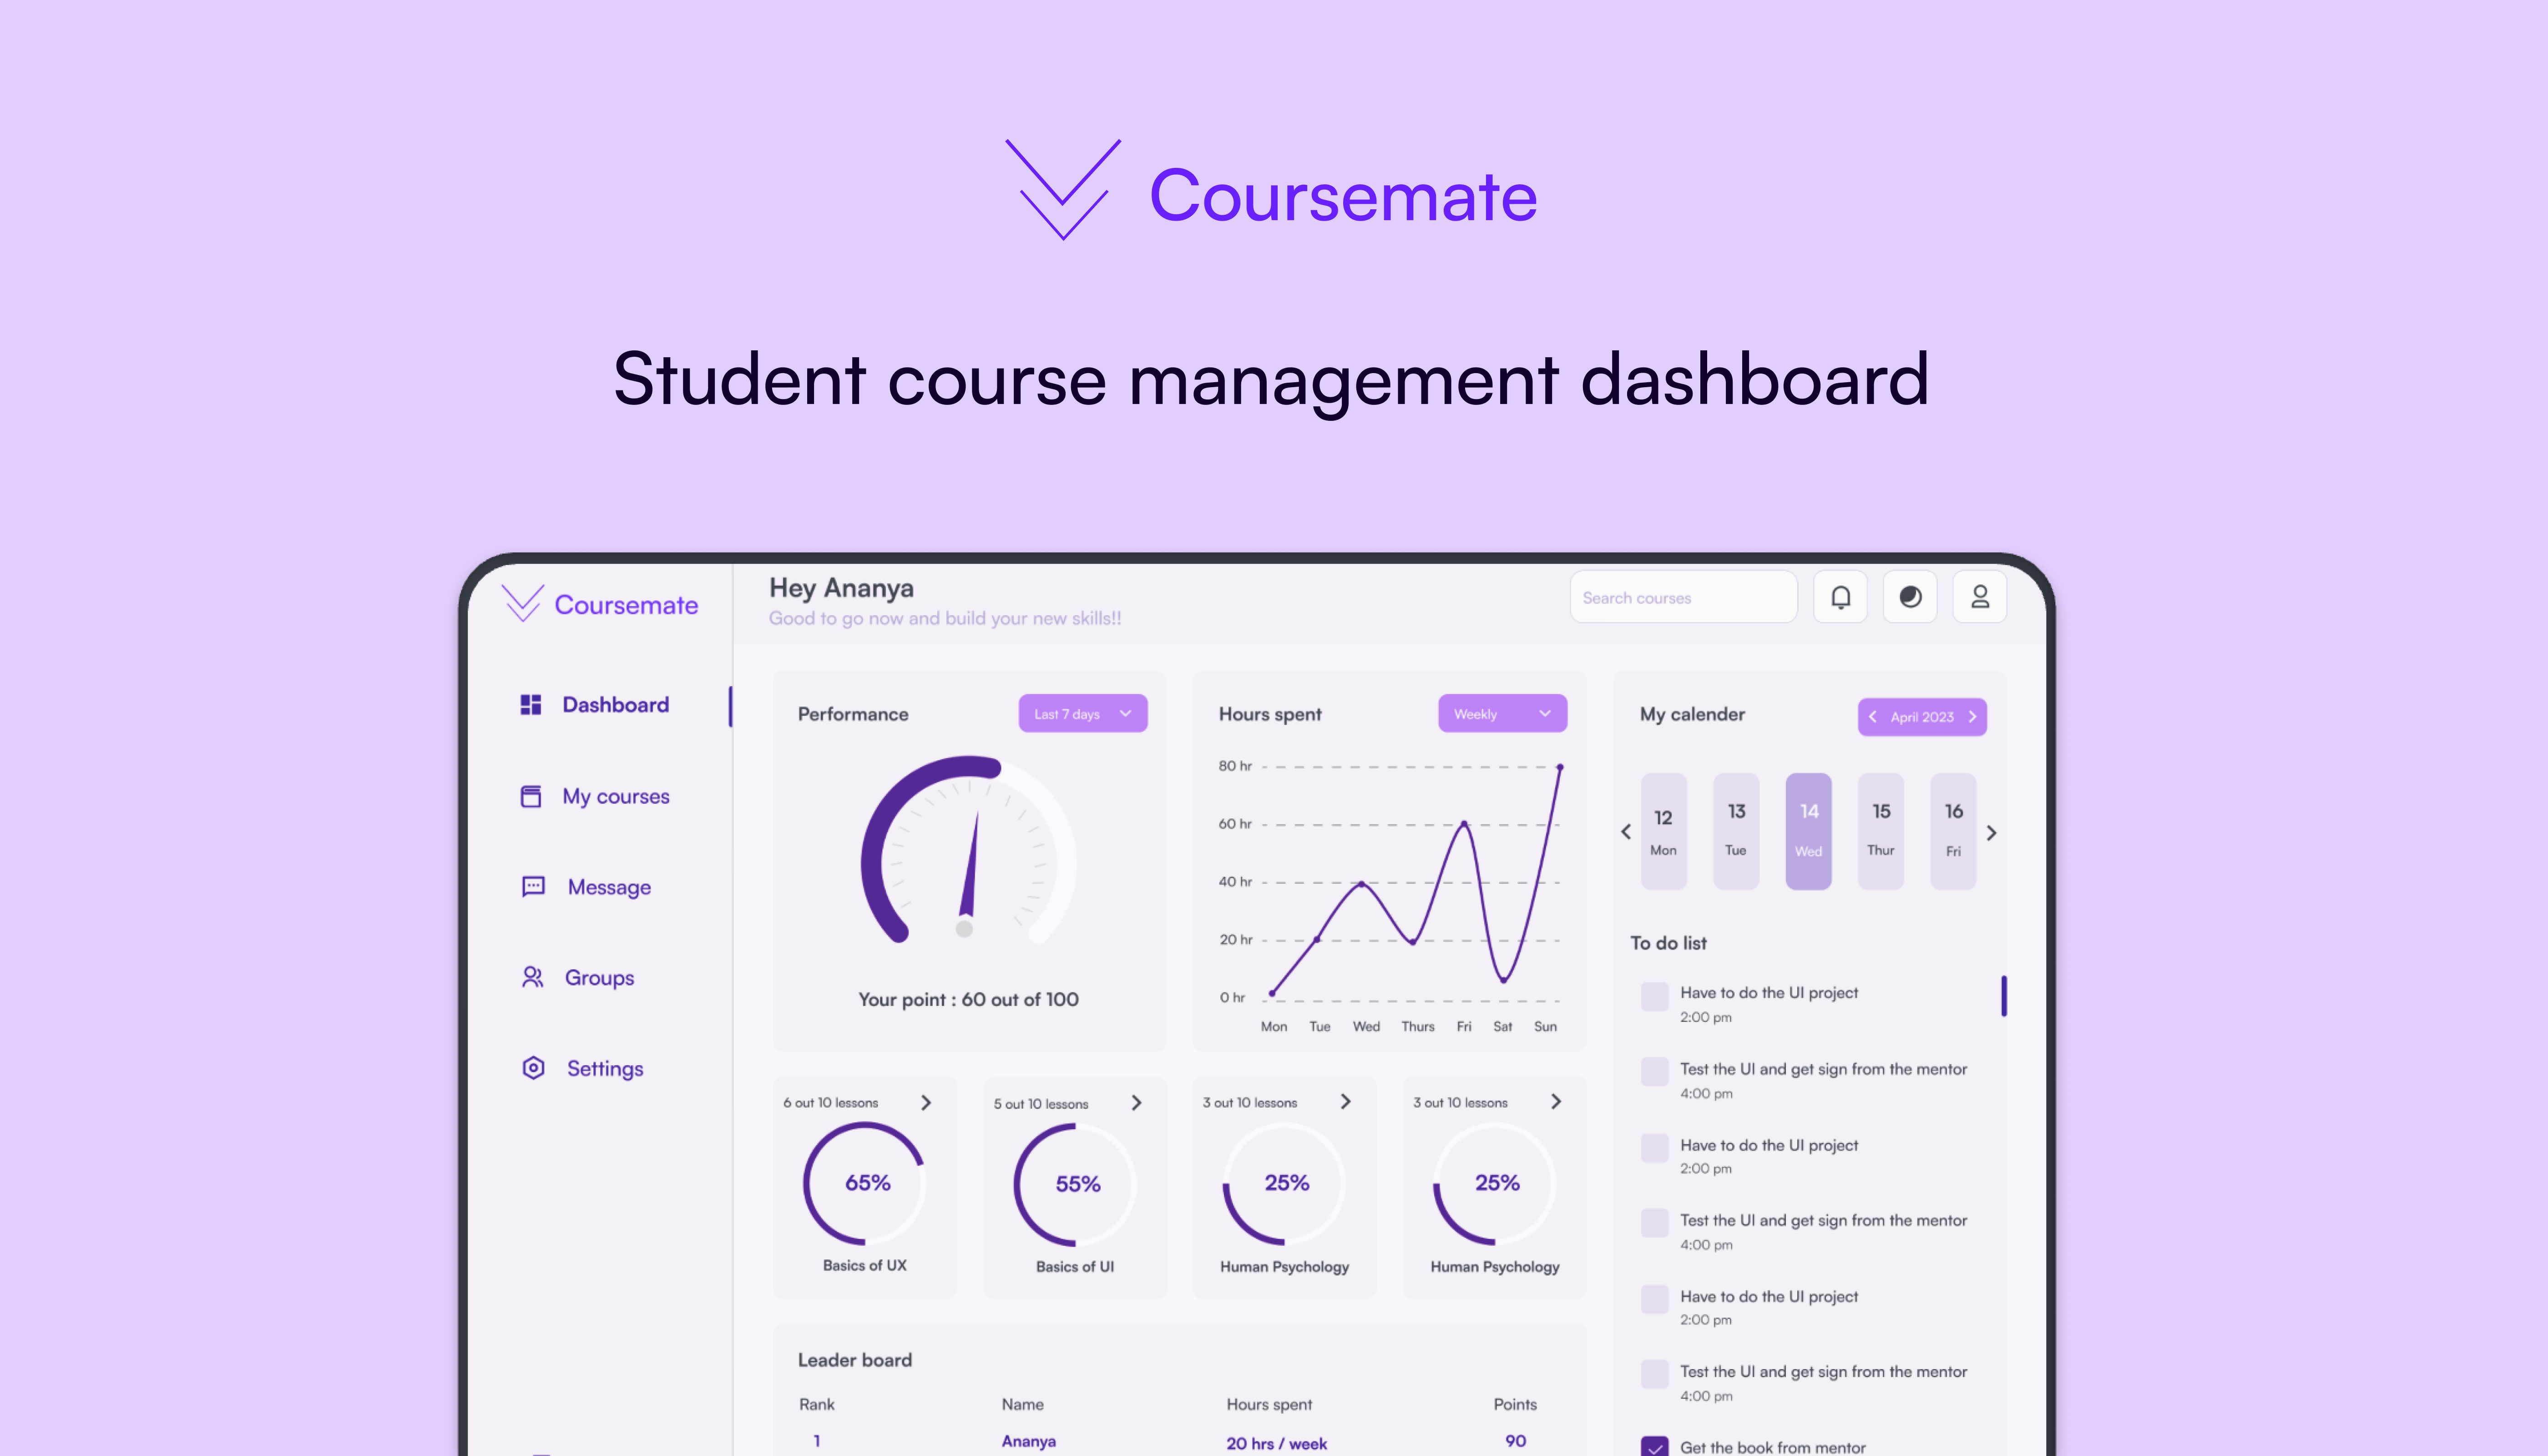 Coursemate
Student course management dashboard
Coursemate
Hey Ananya
Good to go now and build your new skills!!
Search courses
Dashboard
My courses
Message
Groups
Settings
Performance
Last 7 days
Your point : 60 out of 100
Hours spent
Weekly
80 hr
60 hr
40 hr
20 hr
0 hr
Mon Tue Wed Thurs Fri Sat Sun
My calender
April 2023
12 13 14 15 16
Mon Tue Wed Thur Fri
To do list
Have to do the UI project
2:00 pm
Test the UI and get sign from the mentor
4:00 pm
Have to do the UI project
2:00 pm
Test the UI and get sign from the mentor
4:00 pm
Have to do the UI project
2:00 pm
Test the UI and get sign from the mentor
4:00 pm
Get the book from mentor
6 out 10 lessons
65%
Basics of UX
5 out 10 lessons
55%
Basics of UI
3 out 10 lessons
25%
Human Psychology
3 out 10 lessons
25%
Human Psychology
Leader board
Rank Name Hours spent Points
1 Ananya 20 hrs / week 90